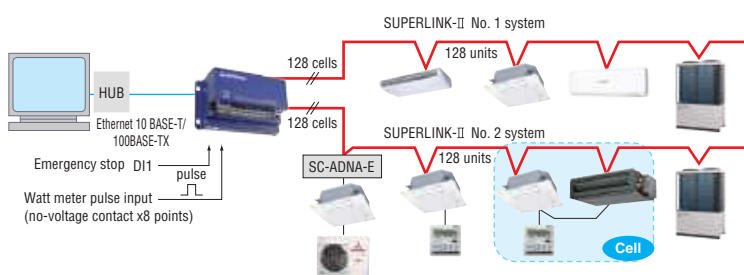 SUPERLINK-Ⅱ No. 1 system
128 cells
128 units
HUB
Ethernet 10 BASE-T/
100BASE-TX
128 cells
SUPERLINK-Ⅱ No. 2 system
Emergency stop DI1
pulse
SC-ADNA-E
128 units
Watt meter pulse input
(no-voltage contact x8 points)
Cell